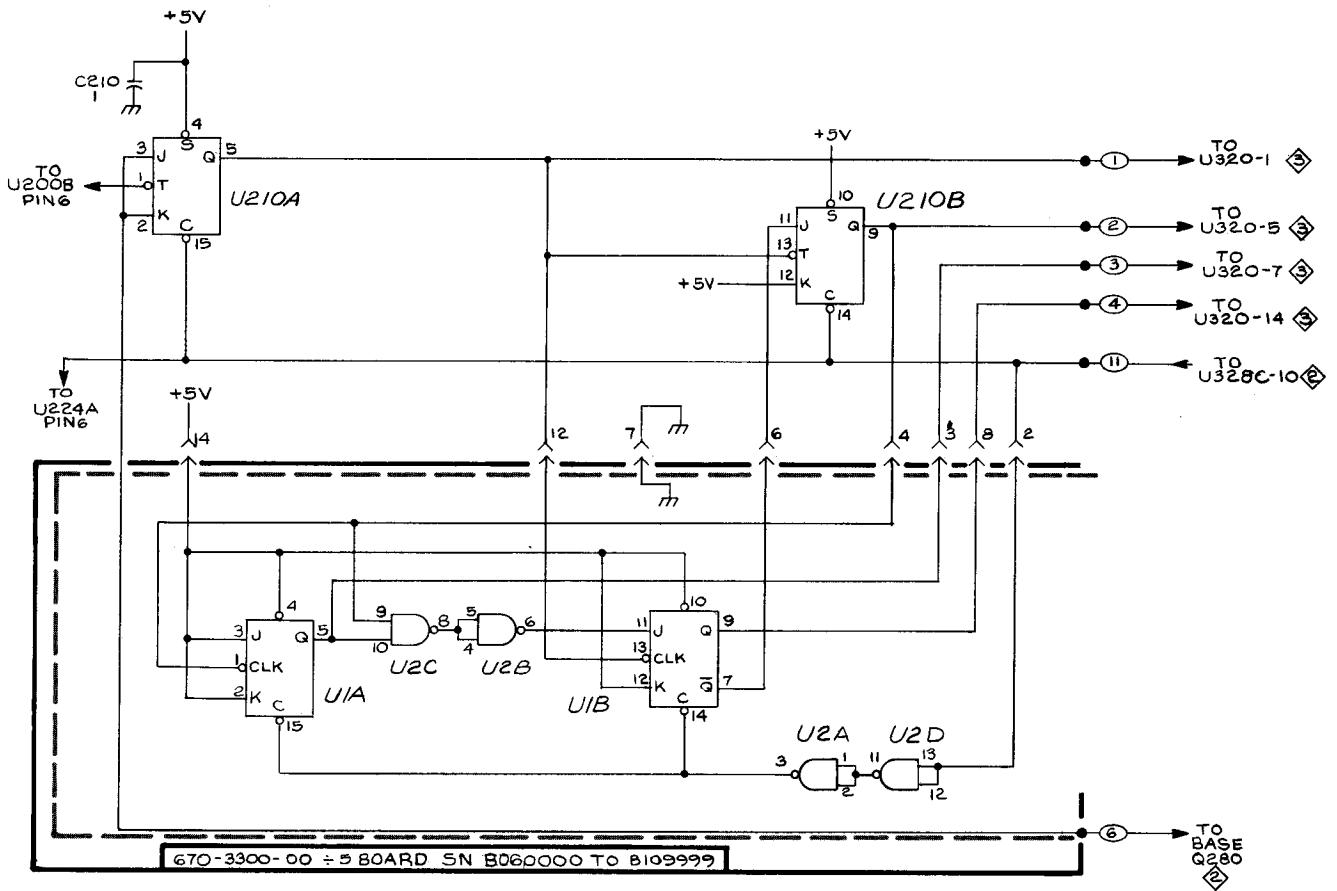 +5V
C210
1
4
S
3 J Q 5
TO
U200B
PIN6
1 T
U210A
2 K
C
15
+5V
10
S
U210B
11 J Q 9
13 T
+5V 12 K
C
14
1 TO
U320-1 3
2 TO
U320-5 3
3 TO
U320-7 3
4 TO
U320-14 3
11 TO
U328C-10 2
TO
U224A
PIN6
+5V
14 12 7 6 4 3 8 2
4
3 J Q 5
1 CLK
2 K
C
15
U1A
9
10
8
U2C
5
4
6
U2B
10
11 J Q 9
13 CLK
12 K Q̅ 7
C
14
U1B
U2A U2D
3 1
2
11 13
12
6 TO
BASE
Q280
2
670-3300-00 ÷5 BOARD SN B060000 TO B109999